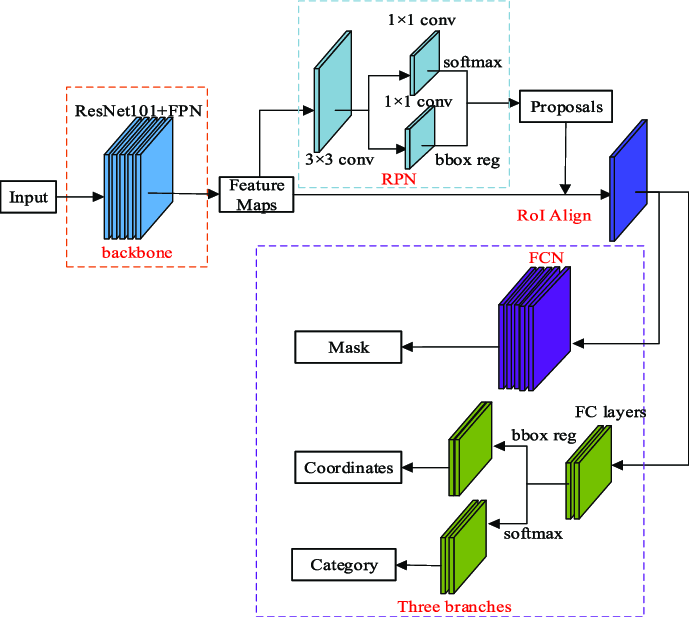 1×1 conv
softmax
ResNet101+FPN
1×1 conv
Proposals
3×3 conv
bbox reg
RPN
Input
Feature
Maps
RoI Align
backbone
FCN
Mask
FC layers
bbox reg
Coordinates
softmax
Category
Three branches